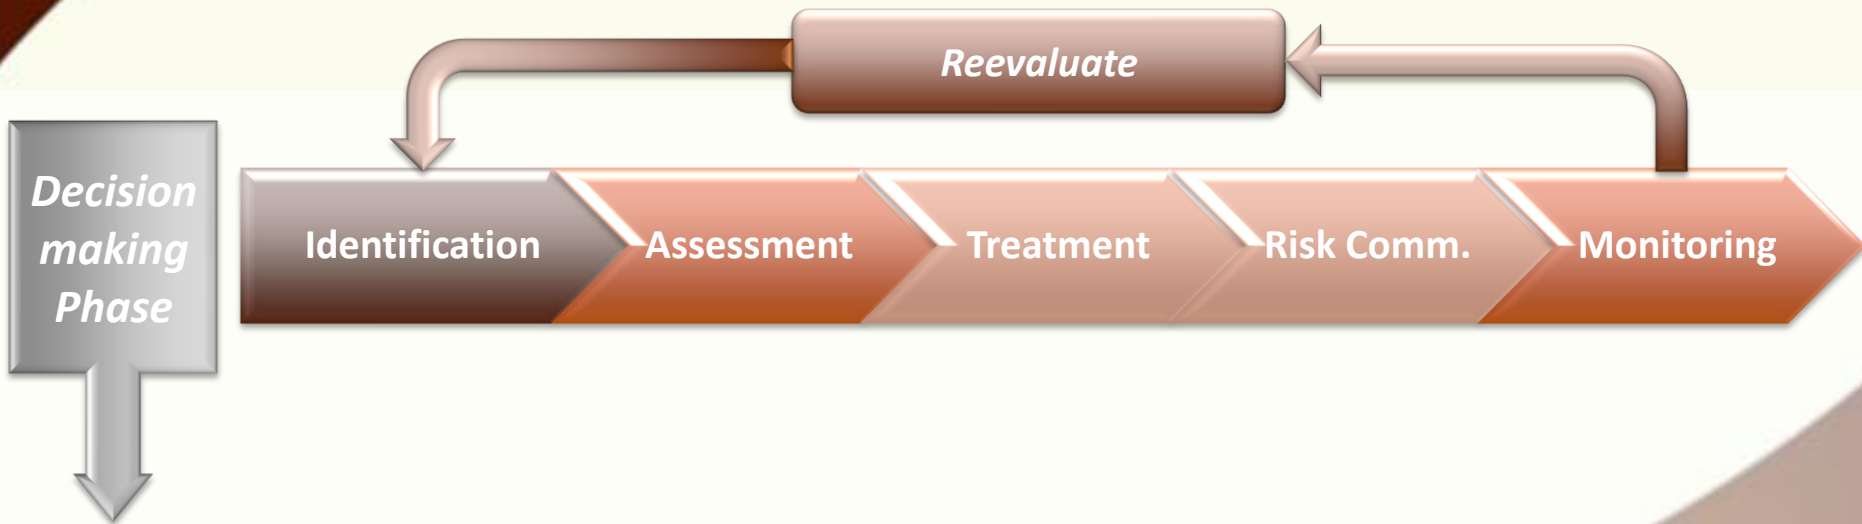 Reevaluate
Decision
making
Phase
Identification
Assessment
Treatment
Risk Comm.
Monitoring